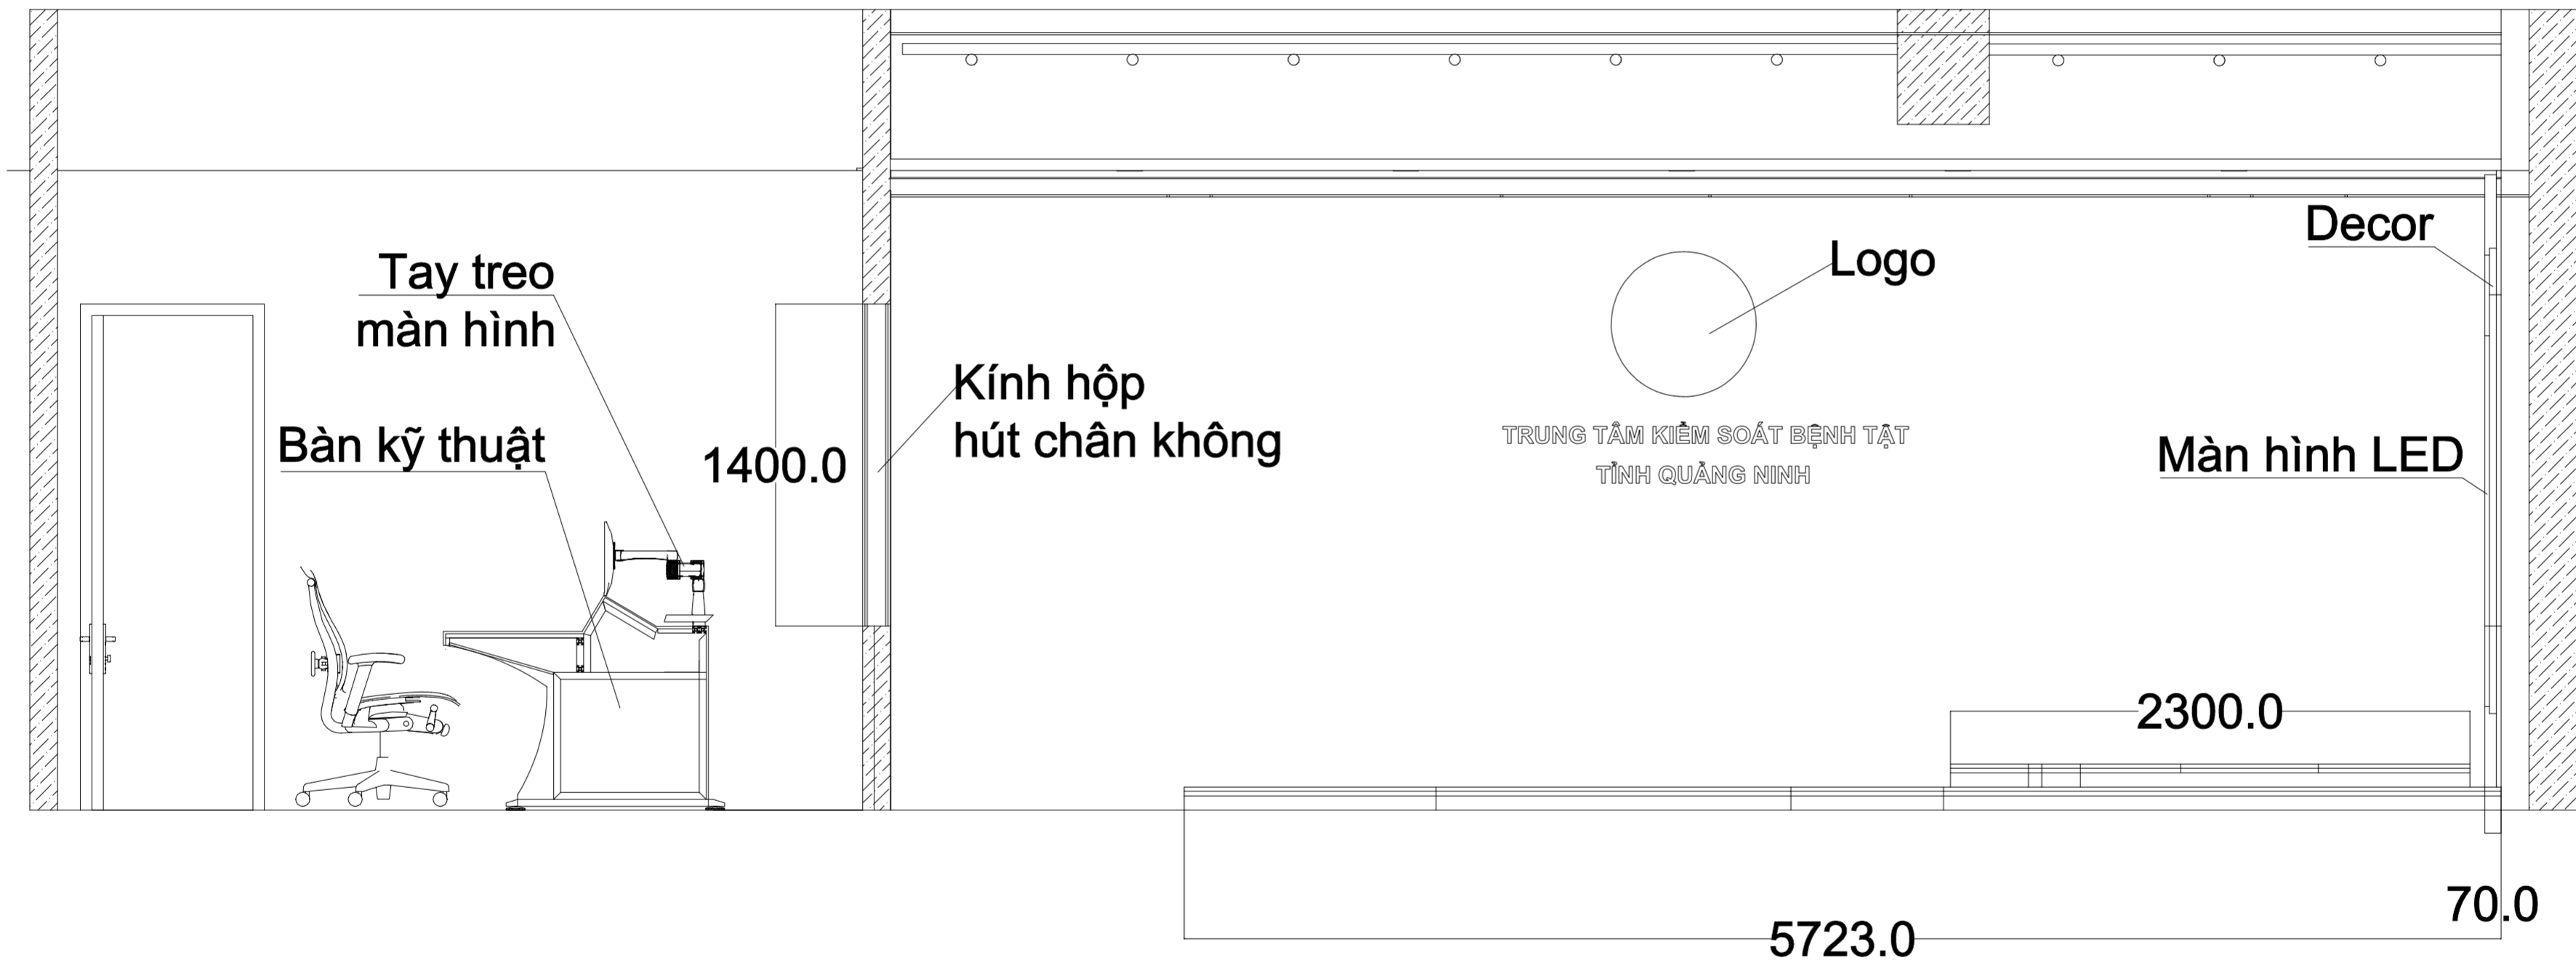 Decor
Logo
Tay treo
màn hình
Kính hộp
hút chân không
Bàn kỹ thuật
1400.0
TRUNG TÂM KIỂM SOÁT BỆNH TẬT
TỈNH QUẢNG NINH
Màn hình LED
2300.0
70.0
5723.0